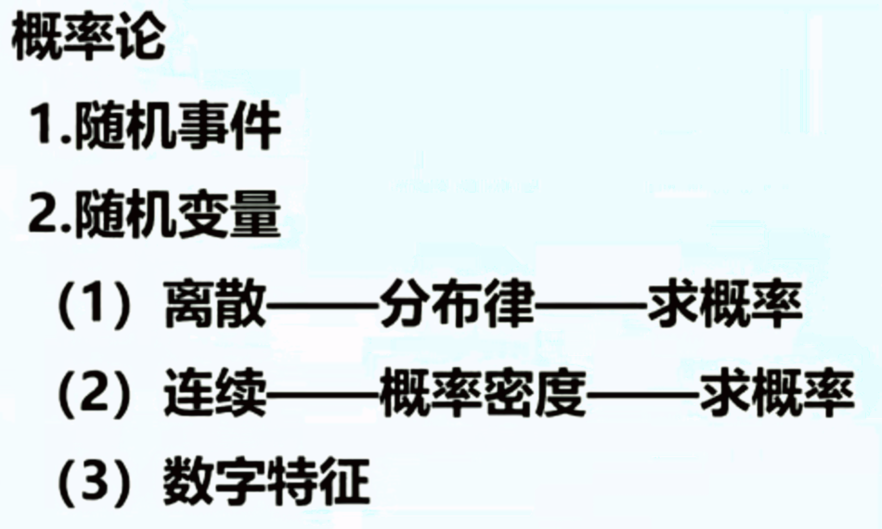 概率论
1.随机事件
2.随机变量
（1）离散——分布律——求概率
（2）连续——概率密度——求概率
（3）数字特征